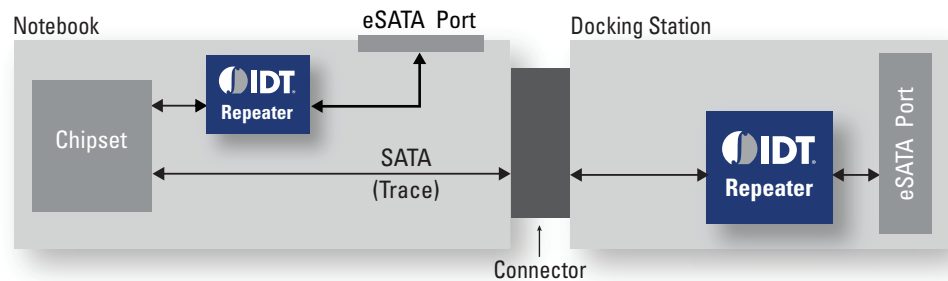 Notebook
eSATA Port
Docking Station
IDT.
Repeater
Chipset
SATA
(Trace)
IDT.
Repeater
eSATA Port
Connector